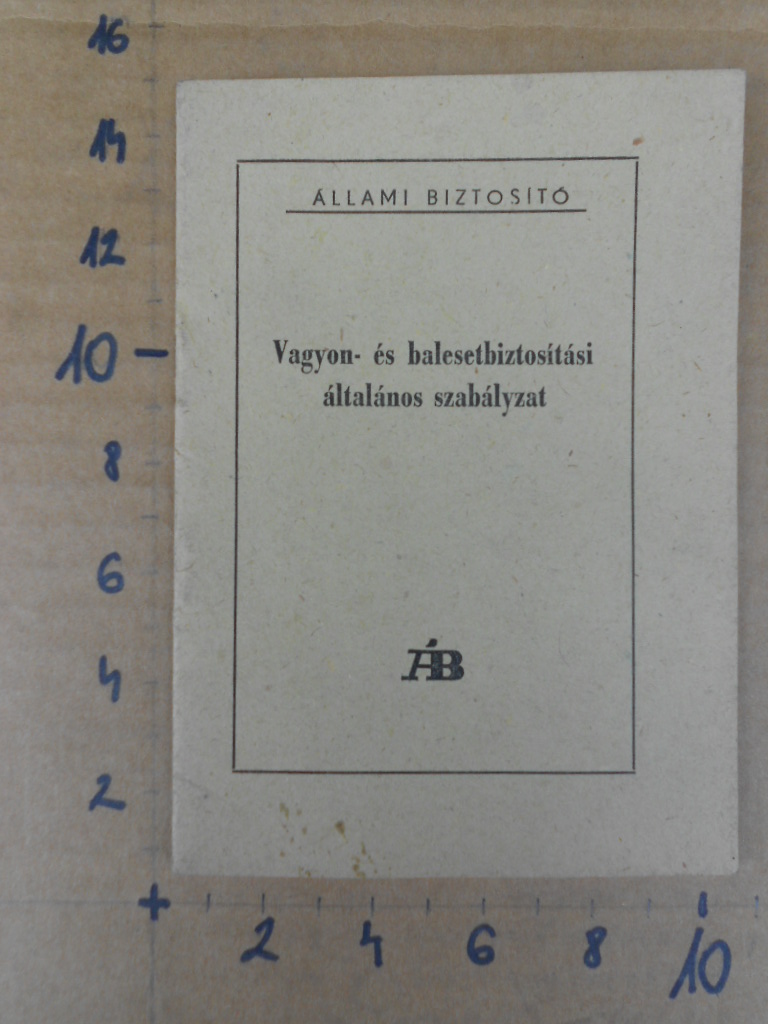 16
14
ÁLLAMI BIZTOSÍTÓ
12
10
Vagyon- és balesetbiztosítási
általános szabályzat
8
6
4
ÁB
2
2 4 6 8 10